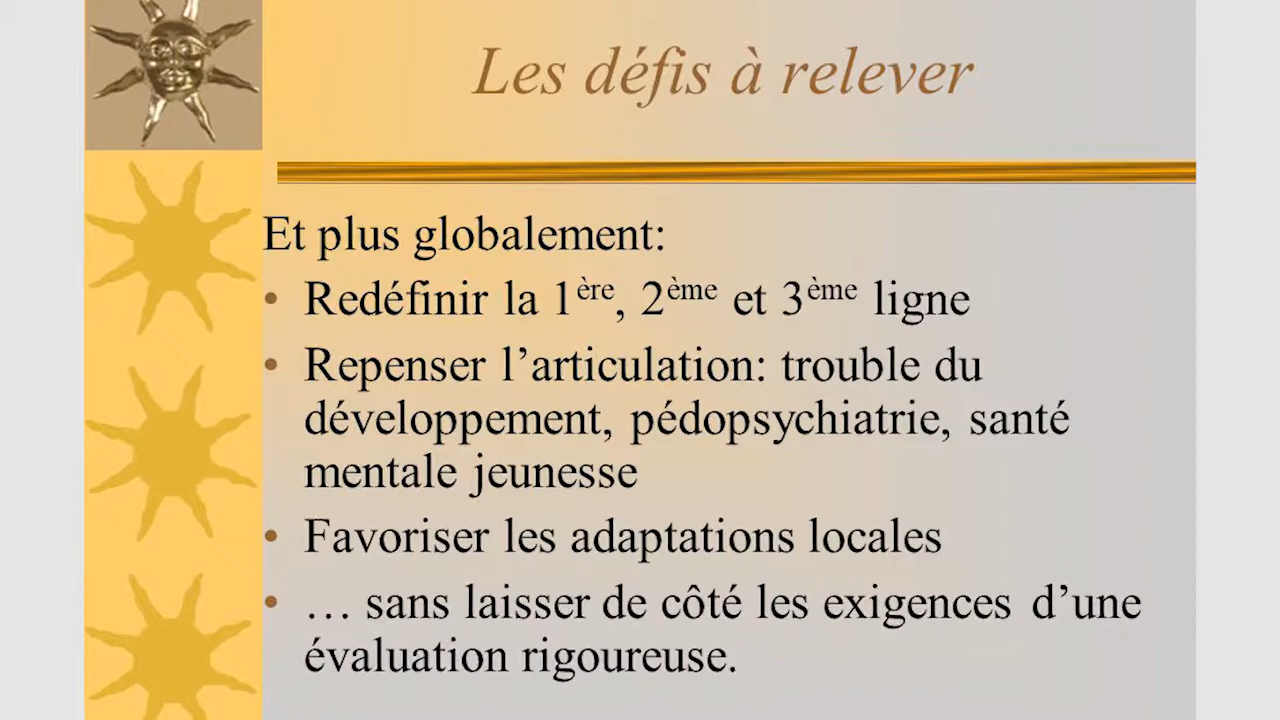 Les défis à relever
Et plus globalement:
• Redéfinir la 1ère, 2ème et 3ème ligne
• Repenser l’articulation: trouble du
développement, pédopsychiatrie, santé
mentale jeunesse
• Favoriser les adaptations locales
• … sans laisser de côté les exigences d’une
évaluation rigoureuse.